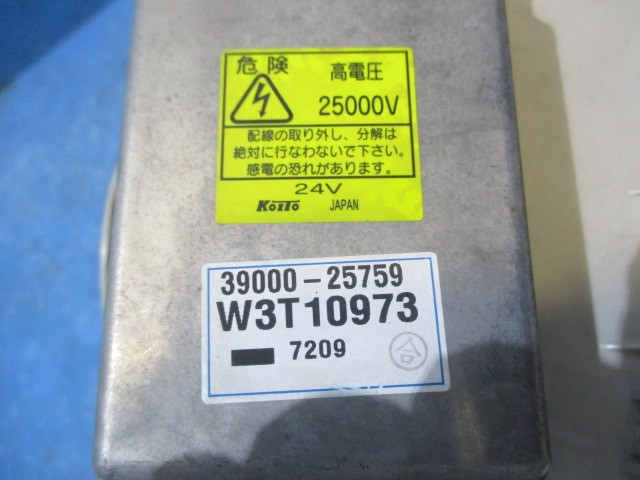 危険
高電圧
25000V
配線の取り外し、分解は
絶対に行なわないで下さい。
感電の恐れがあります。
24V
KOITO JAPAN
39000-25759
W3T10973
7209 合